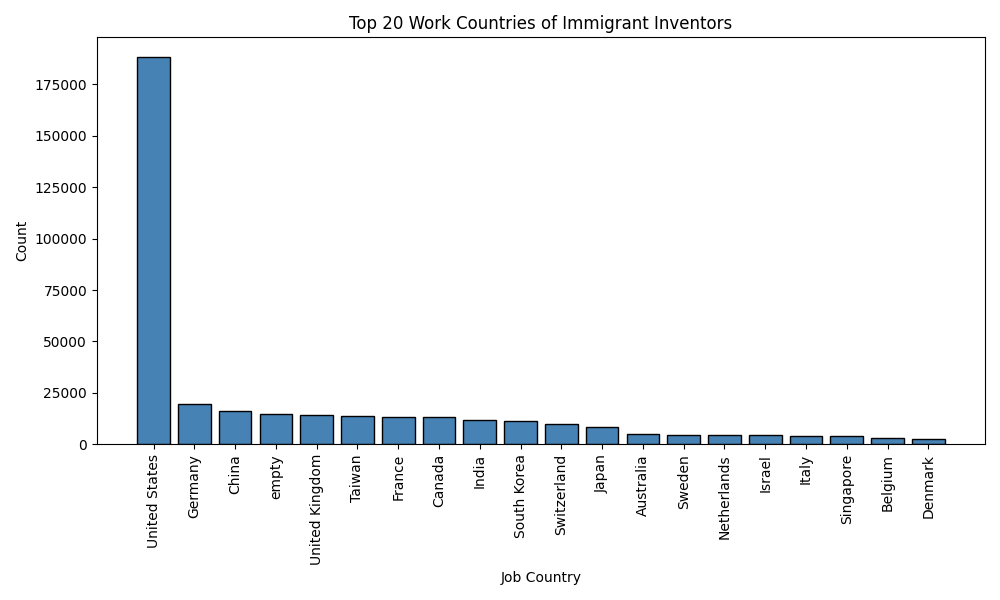 Top 20 Work Countries of Immigrant Inventors
Count
175000
150000
125000
100000
75000
50000
25000
0
United States
Germany
China
empty
United Kingdom
Taiwan
France
Canada
India
South Korea
Switzerland
Japan
Australia
Sweden
Netherlands
Israel
Italy
Singapore
Belgium
Denmark
Job Country